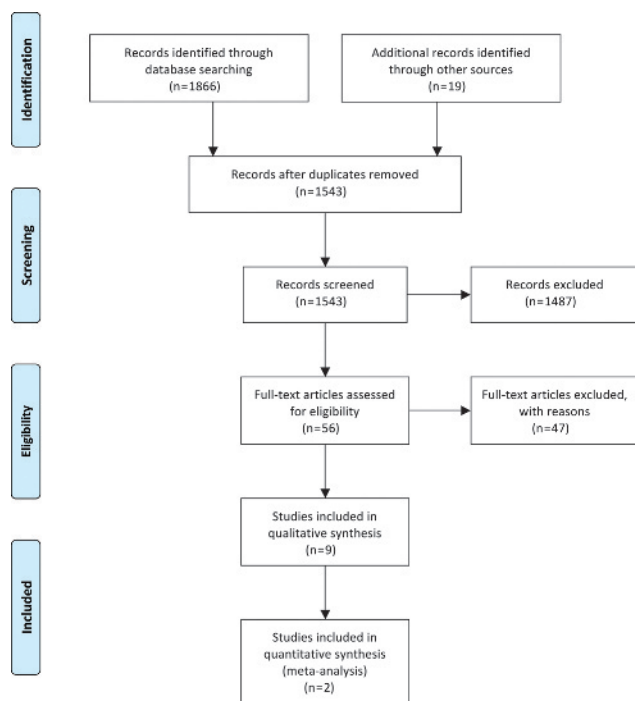 Identification
Records identified through
database searching
(n=1866)
Additional records identified
through other sources
(n=19)
Records after duplicates removed
(n=1543)
Screening
Records screened
(n=1543)
Records excluded
(n=1487)
Eligibility
Full-text articles assessed
for eligibility
(n=56)
Full-text articles excluded,
with reasons
(n=47)
Studies included in
qualitative synthesis
(n=9)
Included
Studies included in
quantitative synthesis
(meta-analysis)
(n=2)